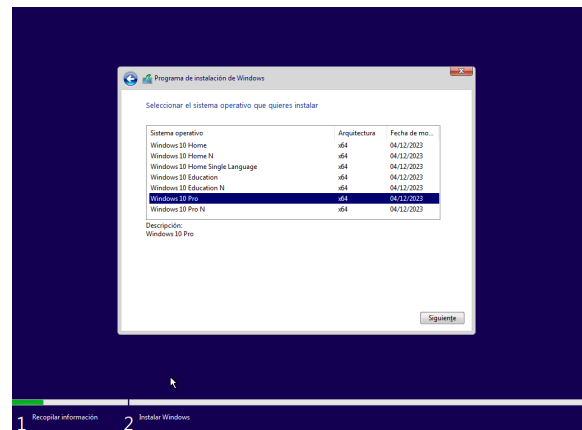 Programa de instalación de Windows
Seleccionar el sistema operativo que quieres instalar
Sistema operativo Arquitectura Fecha de mo...
Windows 10 Home x64 04/12/2023
Windows 10 Home N x64 04/12/2023
Windows 10 Home Single Language x64 04/12/2023
Windows 10 Education x64 04/12/2023
Windows 10 Education N x64 04/12/2023
Windows 10 Pro x64 04/12/2023
Windows 10 Pro N x64 04/12/2023
Descripción:
Windows 10 Pro
Siguiente
1 Recopilar información 2 Instalar Windows